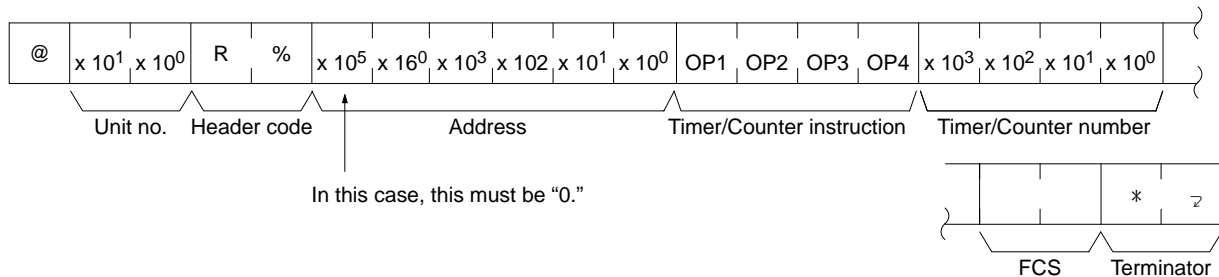 @ x 10¹ x 10⁰ R % x 10⁵ x 16⁰ x 10³ x 102 x 10¹ x 10⁰ OP1 OP2 OP3 OP4 x 10³ x 10² x 10¹ x 10⁰
Unit no. Header code Address Timer/Counter instruction Timer/Counter number
In this case, this must be “0.”
*
FCS Terminator